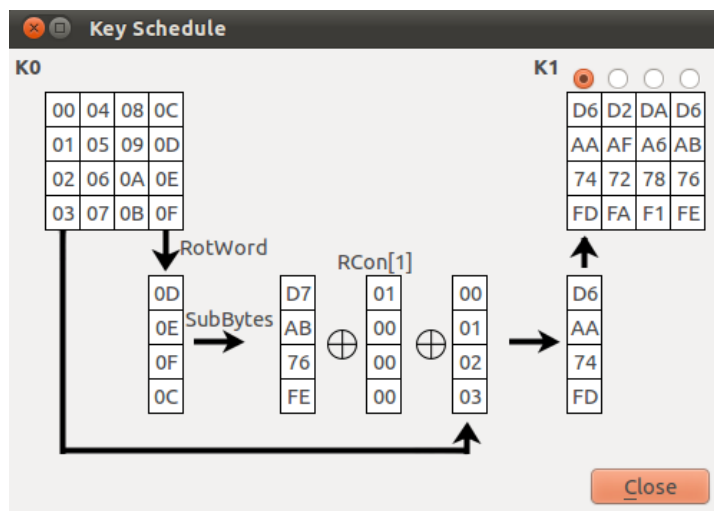 Key Schedule
K0 K1
00 04 08 0C D6 D2 DA D6
01 05 09 0D AA AF A6 AB
02 06 0A 0E 74 72 78 76
03 07 0B 0F FD FA F1 FE
RotWord
RCon[1]
0D D7 01 00 D6
0E SubBytes AB 00 01 AA
0F 76 00 02 74
0C FE 00 03 FD
Close